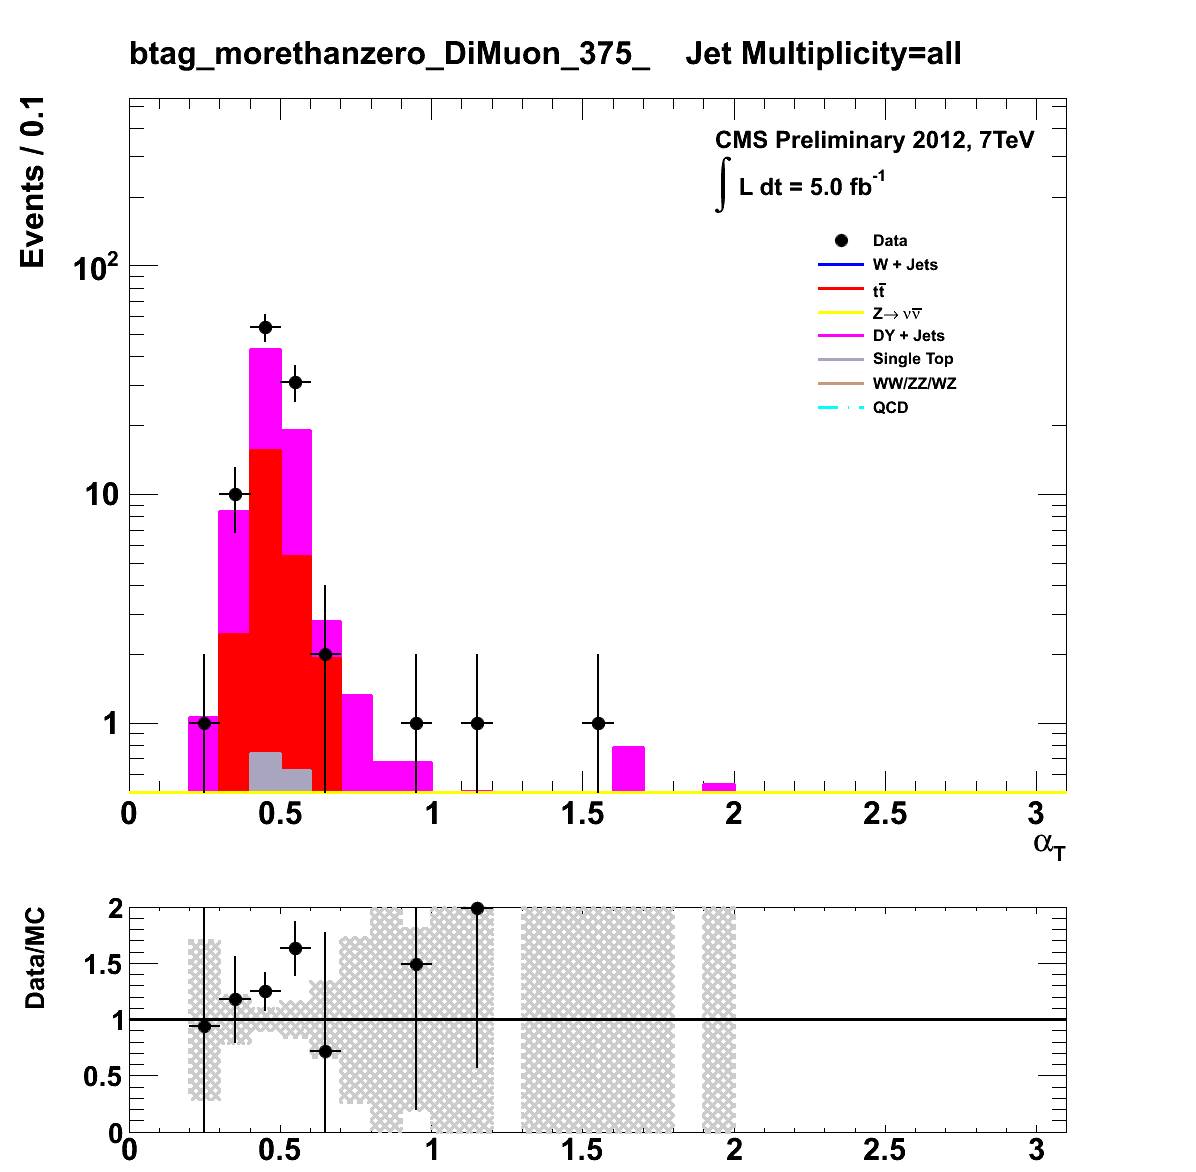 btag_morethanzero_DiMuon_375_ Jet Multiplicity=all
Events / 0.1
CMS Preliminary 2012, 7TeV
∫ L dt = 5.0 fb⁻¹
Data
W + Jets
tt̅
Z→ νν̅
DY + Jets
Single Top
WW/ZZ/WZ
QCD
10²
10
1
0 0.5 1 1.5 2 2.5 3
α_T
Data/MC
2
1.5
1
0.5
0
0 0.5 1 1.5 2 2.5 3